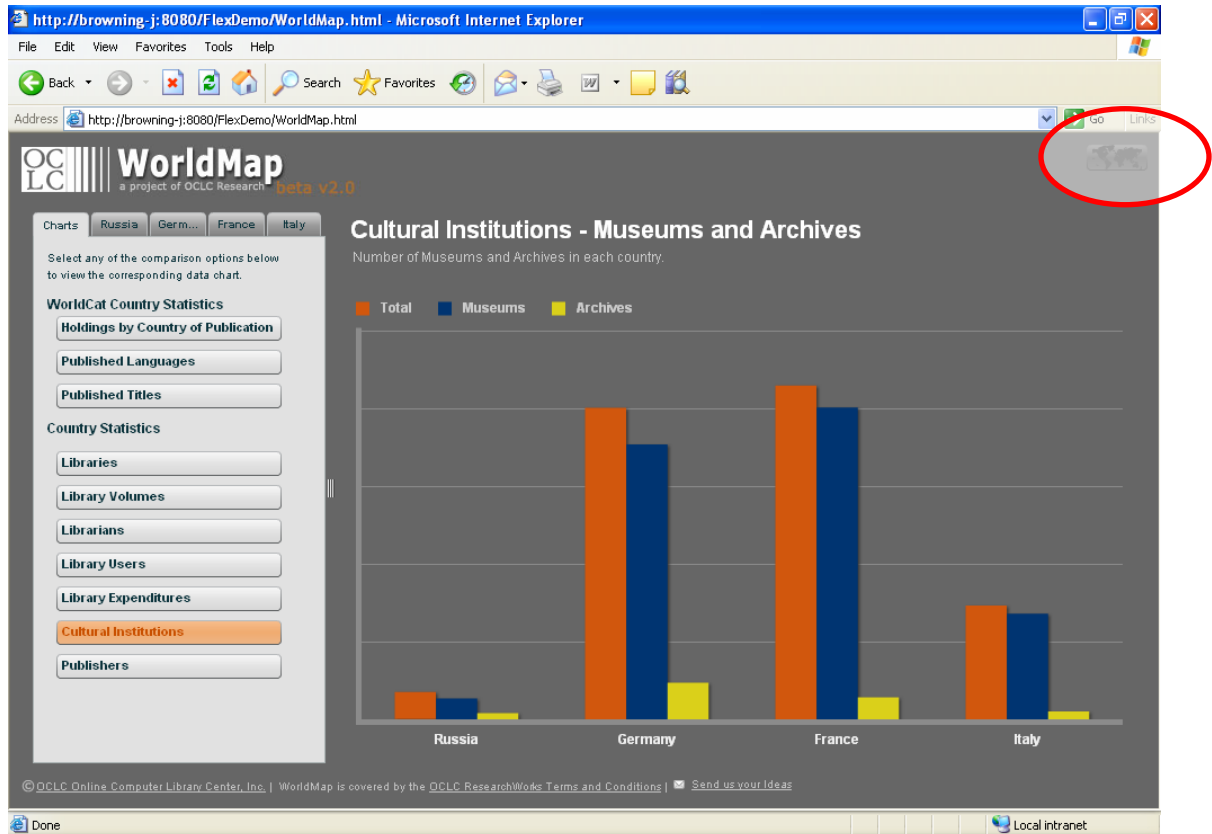 http://browning-j:8080/FlexDemo/WorldMap.html - Microsoft Internet Explorer
File Edit View Favorites Tools Help
Back Search Favorites
Address http://browning-j:8080/FlexDemo/WorldMap.html Go Links
OCLC WorldMap
a project of OCLC Research beta v2.0
Charts Russia Germ... France Italy
Select any of the comparison options below
to view the corresponding data chart.
WorldCat Country Statistics
Holdings by Country of Publication
Published Languages
Published Titles
Country Statistics
Libraries
Library Volumes
Librarians
Library Users
Library Expenditures
Cultural Institutions
Publishers
Cultural Institutions - Museums and Archives
Number of Museums and Archives in each country.
Total Museums Archives
Russia Germany France Italy
© OCLC Online Computer Library Center, Inc. | WorldMap is covered by the OCLC ResearchWorks Terms and Conditions | Send us your Ideas
Done Local intranet